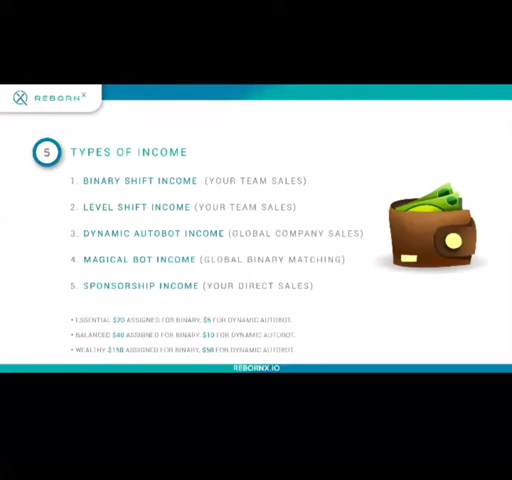 REBORNX
5 TYPES OF INCOME
1. BINARY SHIFT INCOME (YOUR TEAM SALES)
2. LEVEL SHIFT INCOME (YOUR TEAM SALES)
3. DYNAMIC AUTOBOT INCOME (GLOBAL COMPANY SALES)
4. MAGICAL BOT INCOME (GLOBAL BINARY MATCHING)
5. SPONSORSHIP INCOME (YOUR DIRECT SALES)
• ESSENTIAL $20 ASSIGNED FOR BINARY, $5 FOR DYNAMIC AUTOBOT.
• BALANCED $40 ASSIGNED FOR BINARY, $10 FOR DYNAMIC AUTOBOT.
• WEALTHY $150 ASSIGNED FOR BINARY, $50 FOR DYNAMIC AUTOBOT
REBORNX.IO